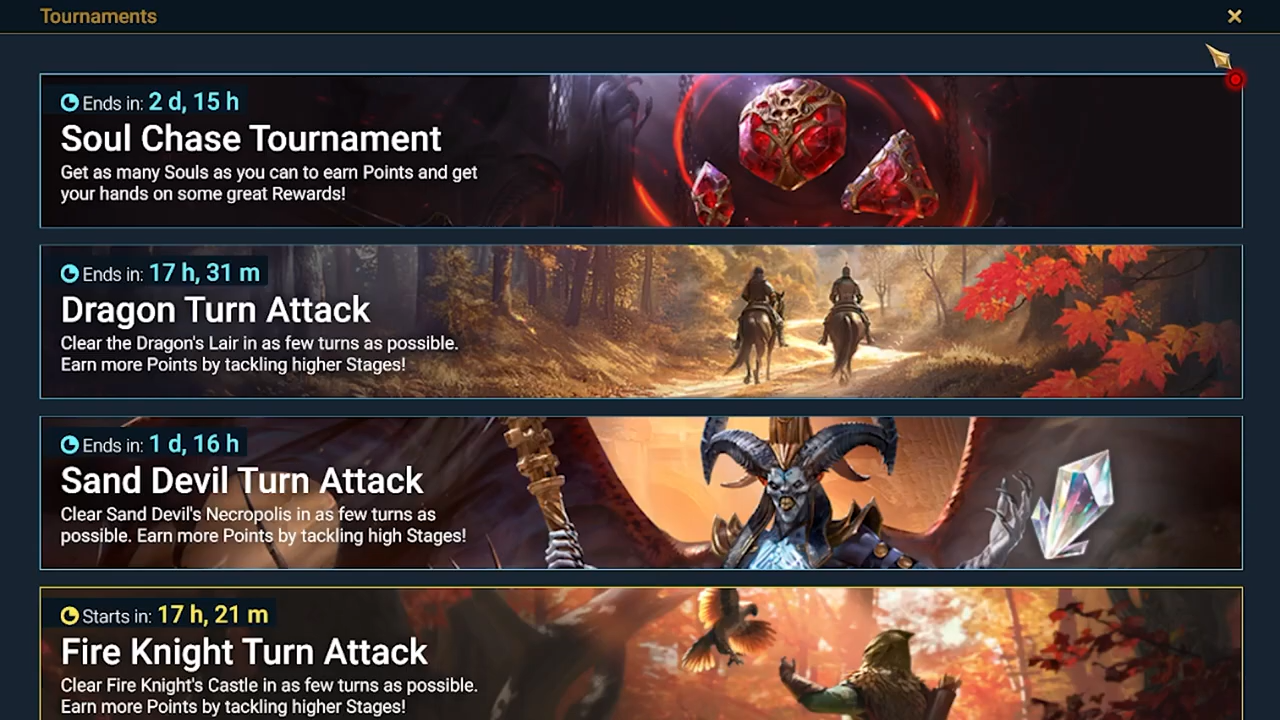 Tournaments
Ends in: 2 d, 15 h
Soul Chase Tournament
Get as many Souls as you can to earn Points and get
your hands on some great Rewards!
Ends in: 17 h, 31 m
Dragon Turn Attack
Clear the Dragon's Lair in as few turns as possible.
Earn more Points by tackling higher Stages!
Ends in: 1 d, 16 h
Sand Devil Turn Attack
Clear Sand Devil's Necropolis in as few turns as
possible. Earn more Points by tackling high Stages!
Starts in: 17 h, 21 m
Fire Knight Turn Attack
Clear Fire Knight's Castle in as few turns as possible.
Earn more Points by tackling higher Stages!